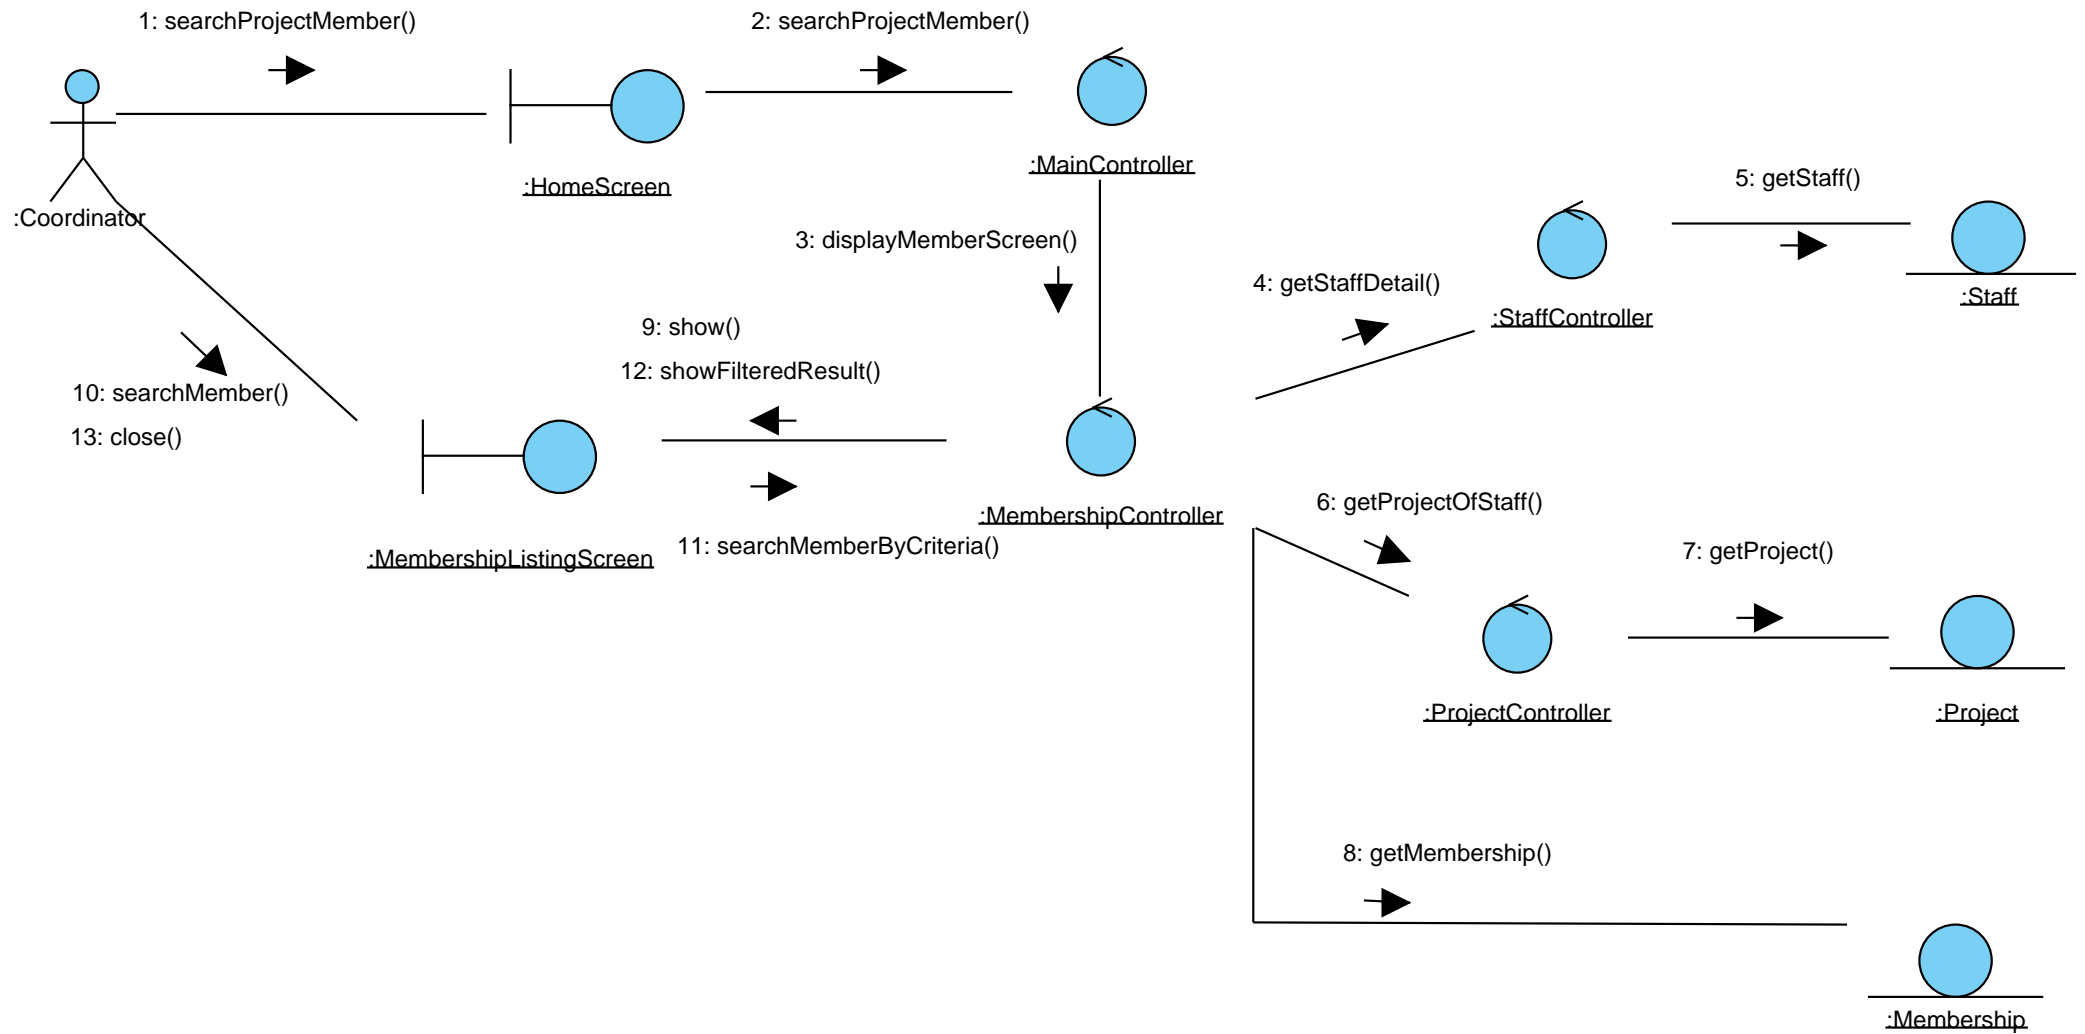 1: searchProjectMember()
2: searchProjectMember()
:MainController
:HomeScreen
:Coordinator
5: getStaff()
3: displayMemberScreen()
4: getStaffDetail()
:Staff
:StaffController
9: show()
12: showFilteredResult()
10: searchMember()
13: close()
6: getProjectOfStaff()
:MembershipController
11: searchMemberByCriteria()
:MembershipListingScreen
7: getProject()
:ProjectController
:Project
8: getMembership()
:Membership